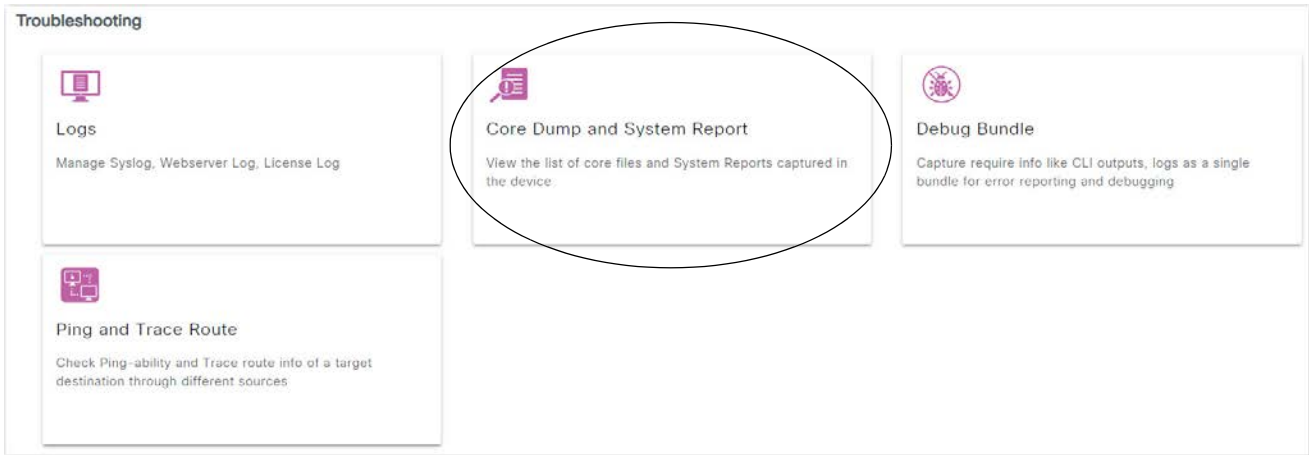 Troubleshooting
Logs
Manage Syslog, Webserver Log, License Log
Core Dump and System Report
View the list of core files and System Reports captured in
the device
Debug Bundle
Capture require info like CLI outputs, logs as a single
bundle for error reporting and debugging
Ping and Trace Route
Check Ping-ability and Trace route info of a target
destination through different sources